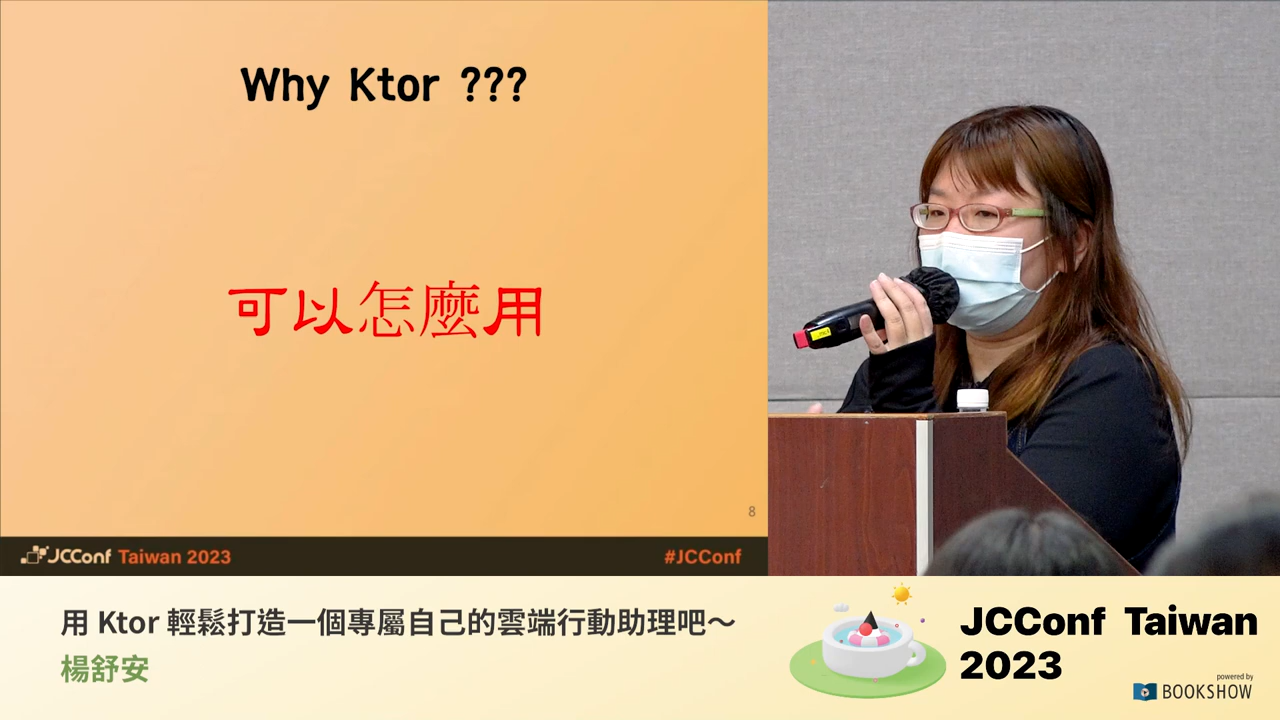 Why Ktor ???
可以怎麼用
8
JCConf Taiwan 2023
#JCConf
用 Ktor 輕鬆打造一個專屬自己的雲端行動助理吧～
楊舒安
JCConf Taiwan
2023
powered by
BOOKSHOW